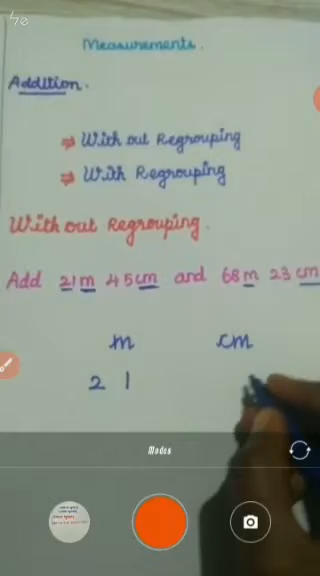 Measurements.
Addition.
⇒ With out Regrouping
⇒ With Regrouping
With out Regrouping.
Add 21m 45cm and 68m 23cm
m cm
2 1
Modes